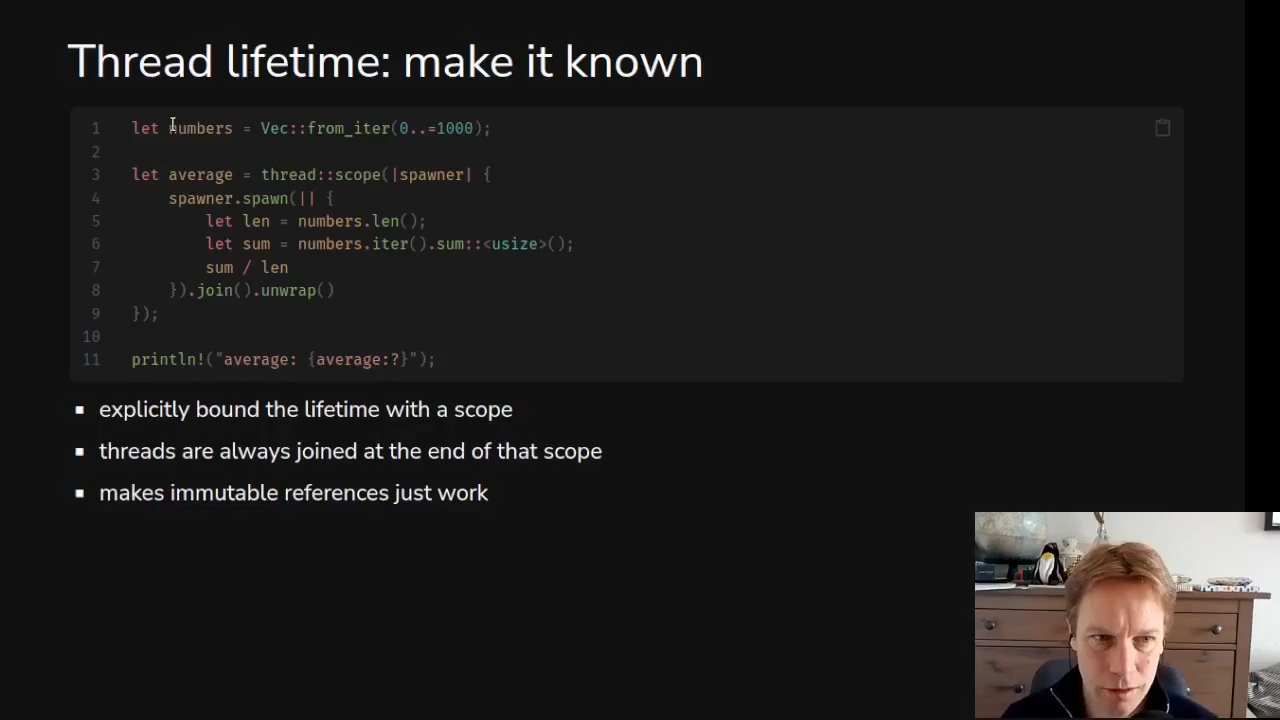 Thread lifetime: make it known
1 let numbers = Vec::from_iter(0..=1000);
2
3 let average = thread::scope(|spawner| {
4 spawner.spawn(|| {
5 let len = numbers.len();
6 let sum = numbers.iter().sum::<usize>();
7 sum / len
8 }).join().unwrap()
9 });
10
11 println!("average: {average:?}");
explicitly bound the lifetime with a scope
threads are always joined at the end of that scope
makes immutable references just work